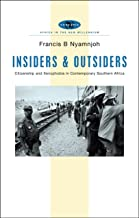 AFRICA IN THE NEW MILLENNIUM
Francis B Nyamnjoh
INSIDERS & OUTSIDERS
Citizenship and Xenophobia in Contemporary Southern Africa